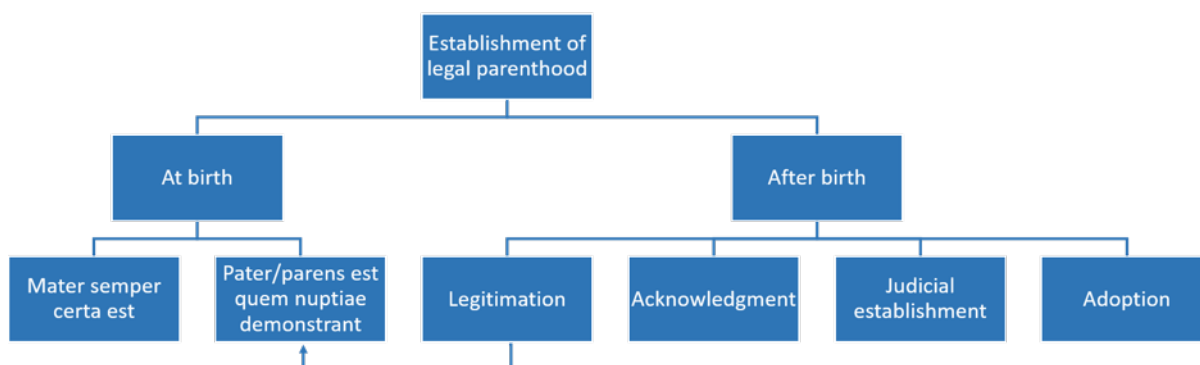 Establishment of
legal parenthood
At birth
After birth
Mater semper
certa est
Pater/parens est
quem nuptiae
demonstrant
Legitimation
Acknowledgment
Judicial
establishment
Adoption